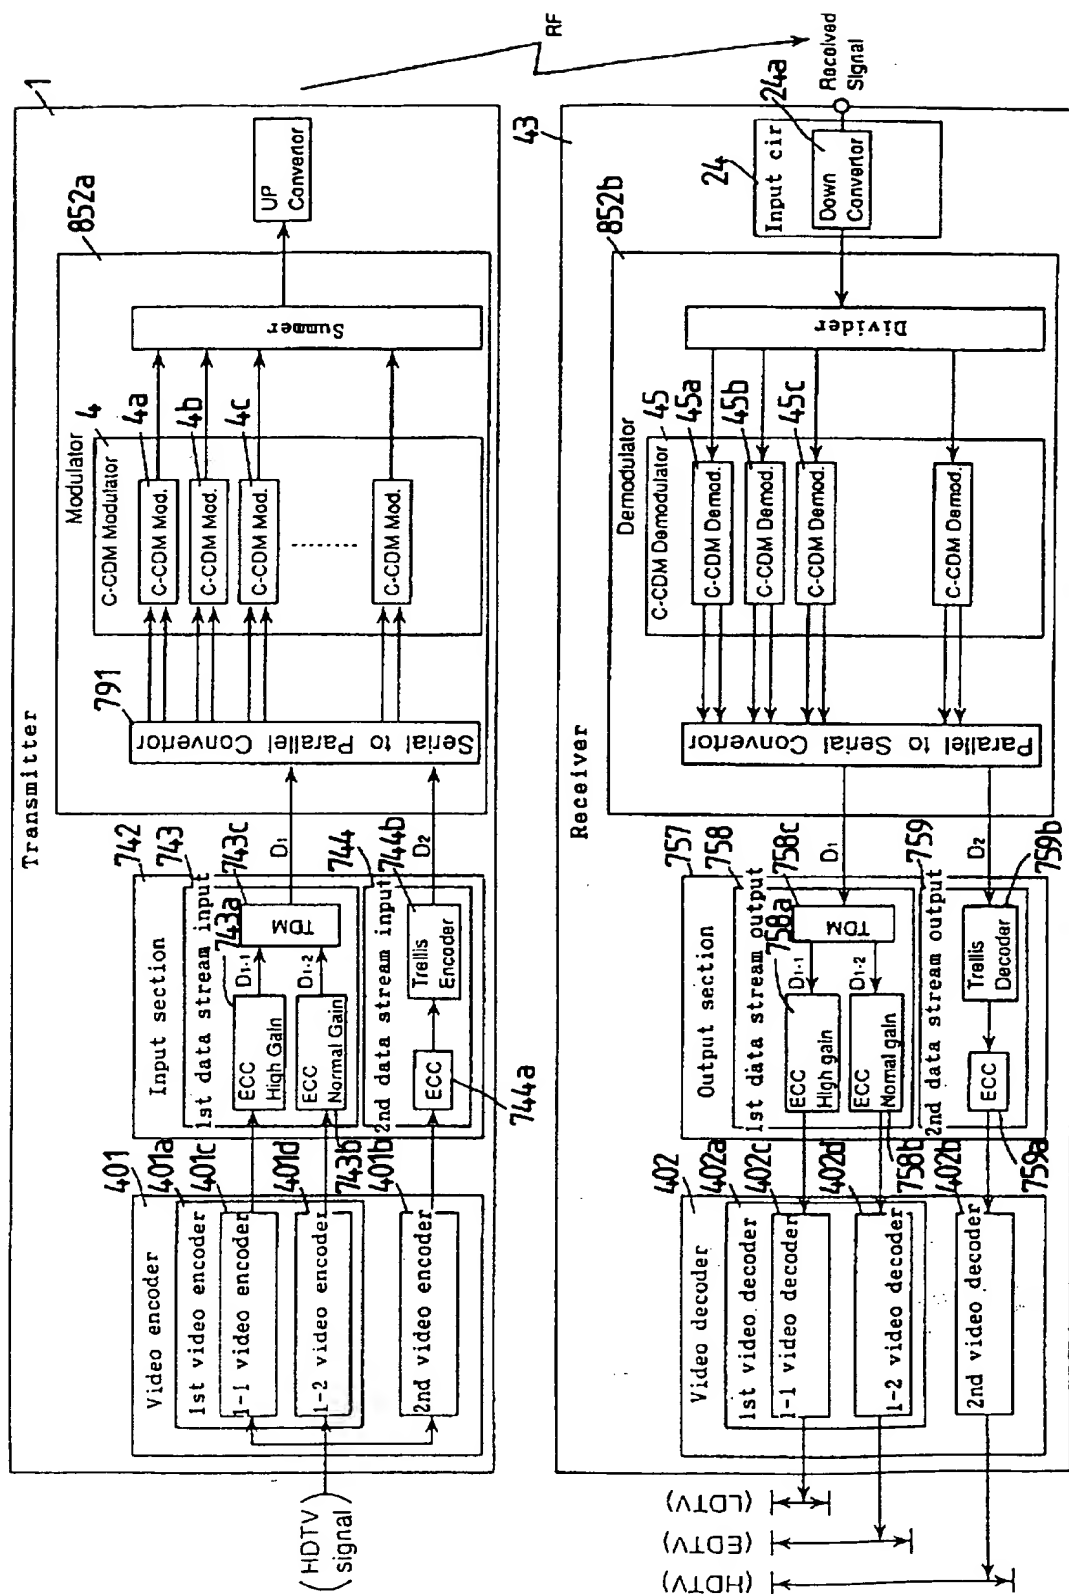 Transmitter
1
(HDTV
signal)
Video encoder
401
1st video encoder
401a
1-1 video encoder
401c
1-2 video encoder
401d
2nd video encoder
401b
Input section
742
1st data stream input
743
ECC
High Gain
743a
ECC
Normal Gain
743b
D1-1
D1-2
TDM
743c
2nd data stream input
744
ECC
744a
Trellis
Encoder
744b
D1
D2
Modulator
852a
Serial to Parallel Convertor
791
C-CDM Modulator
4
C-CDM Mod.
4a
C-CDM Mod.
4b
C-CDM Mod.
4c
C-CDM Mod.
Summer
UP
Convertor
RF
Receiver
43
Received
Signal
Input cir
24
Down
Convertor
24a
Demodulator
852b
Divider
C-CDM Demodulator
45
C-CDM Demod.
45a
C-CDM Demod.
45b
C-CDM Demod.
45c
C-CDM Demod.
Parallel to Serial Convertor
D1
D2
Output section
757
1st data stream output
758
ECC
High gain
758a
ECC
Normal gain
758b
D1-1
D1-2
TDM
758c
2nd data stream output
759
ECC
759a
Trellis
Decoder
759b
Video decoder
402
1st video decoder
402a
1-1 video decoder
402c
1-2 video decoder
402d
2nd video decoder
402b
(LDTV)
(EDTV)
(HDTV)